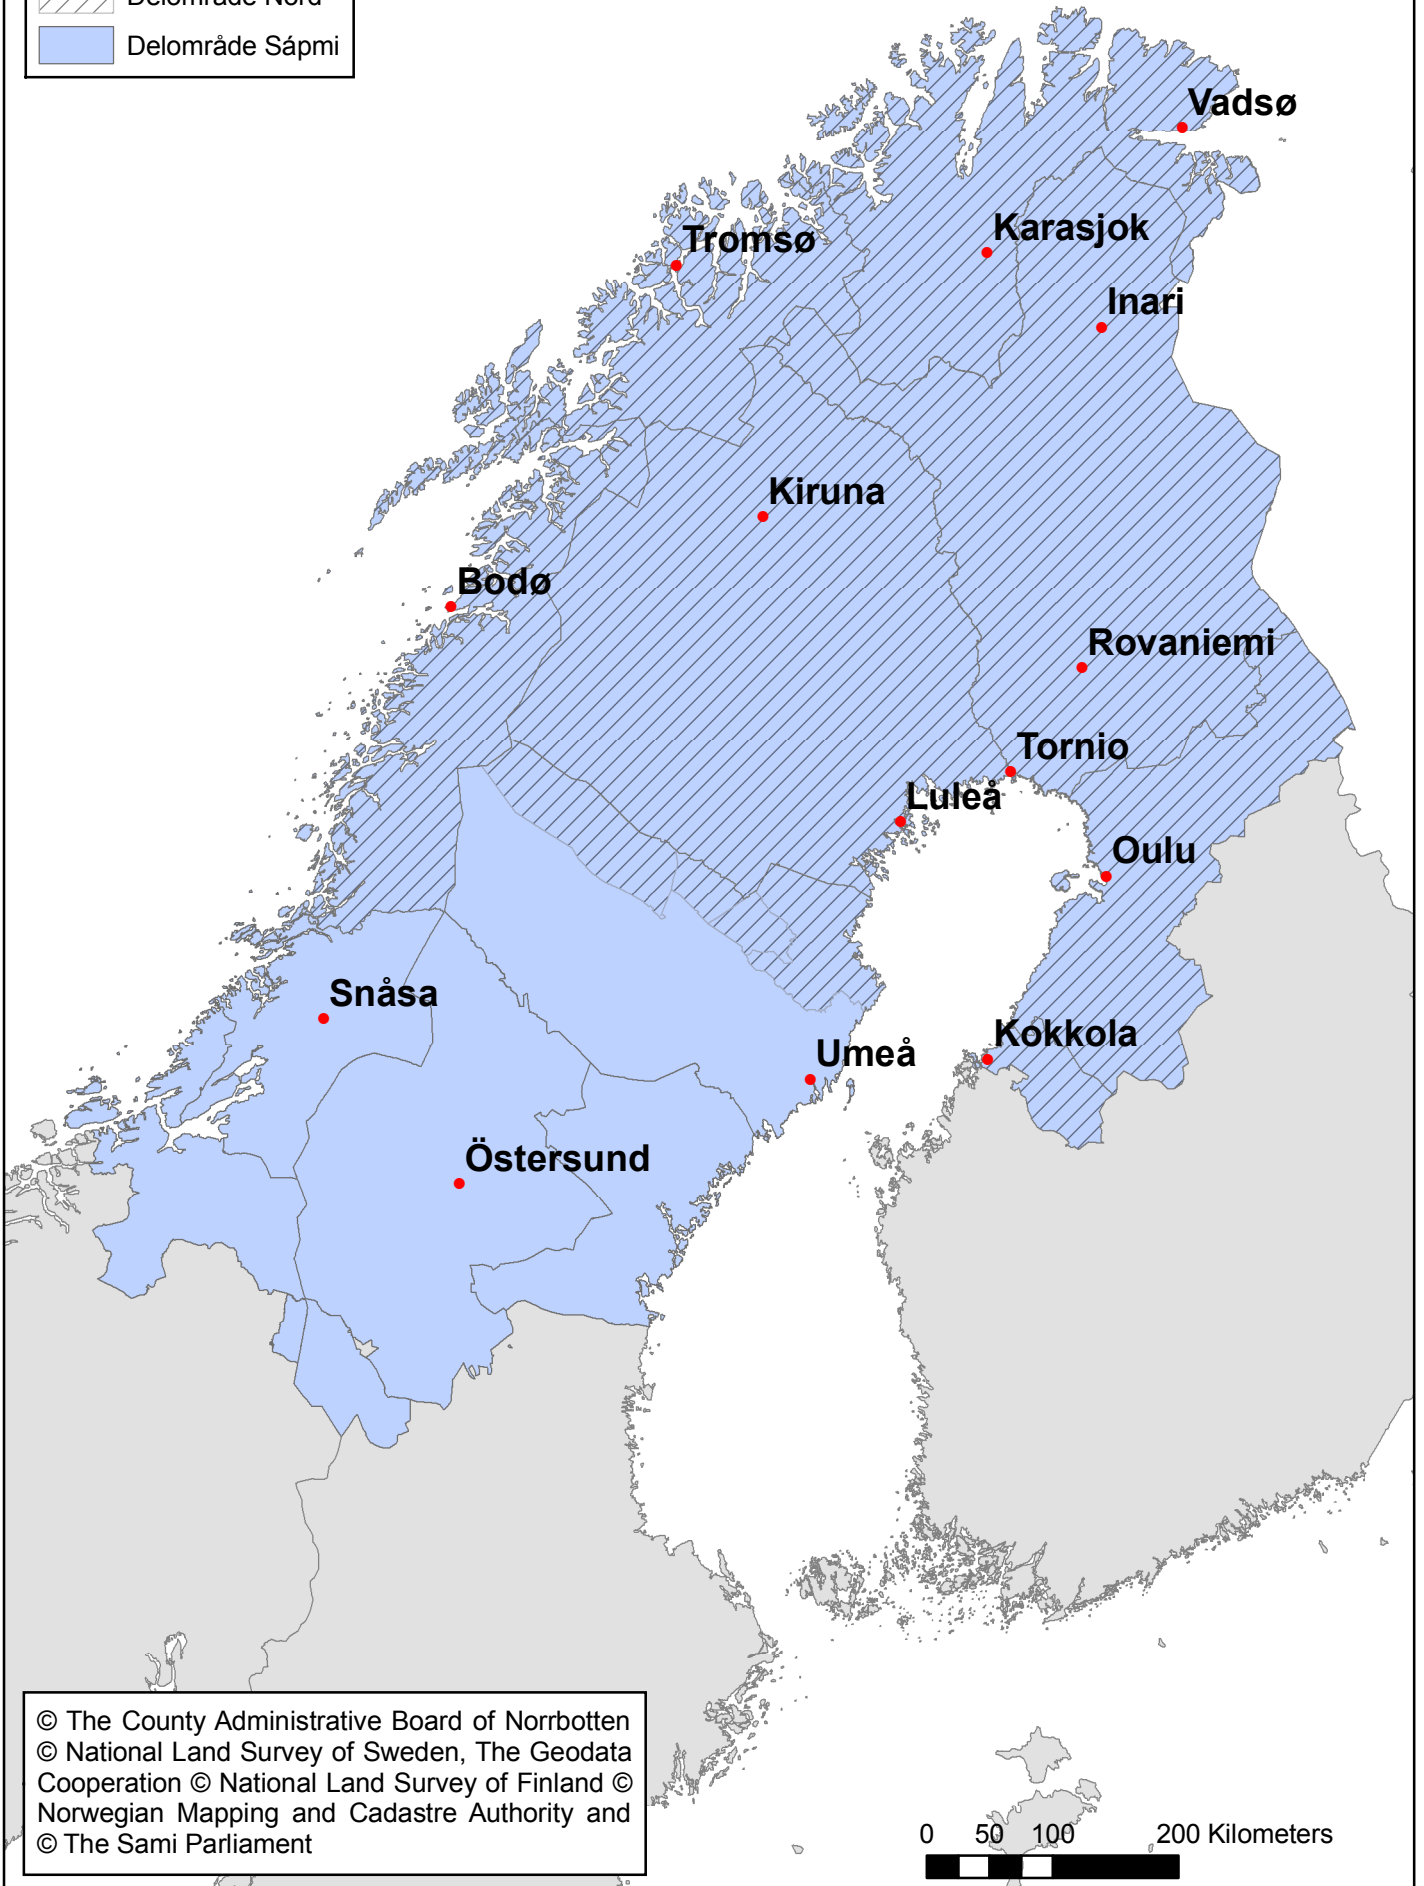 Delområde Nord
Delområde Sápmi
Vadsø
Karasjok
Tromsø
Inari
Kiruna
Bodø
Rovaniemi
Tornio
Luleå
Oulu
Snåsa
Kokkola
Umeå
Östersund
© The County Administrative Board of Norrbotten
© National Land Survey of Sweden, The Geodata
Cooperation © National Land Survey of Finland ©
Norwegian Mapping and Cadastre Authority and
© The Sami Parliament
0 50 100 200 Kilometers